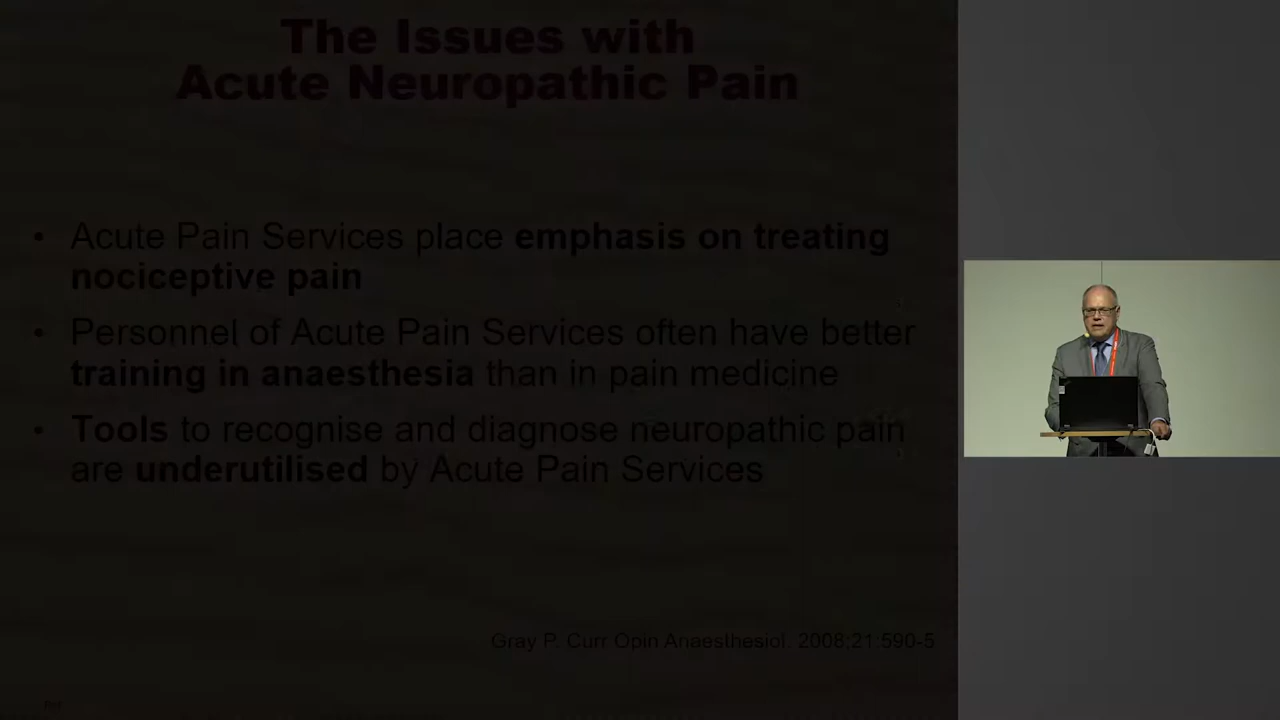 The Issues with
Acute Neuropathic Pain
• Acute Pain Services place emphasis on treating
nociceptive pain
• Personnel of Acute Pain Services often have better
training in anaesthesia than in pain medicine
• Tools to recognise and diagnose neuropathic pain
are underutilised by Acute Pain Services
Gray P. Curr Opin Anaesthesiol. 2008;21:590-5